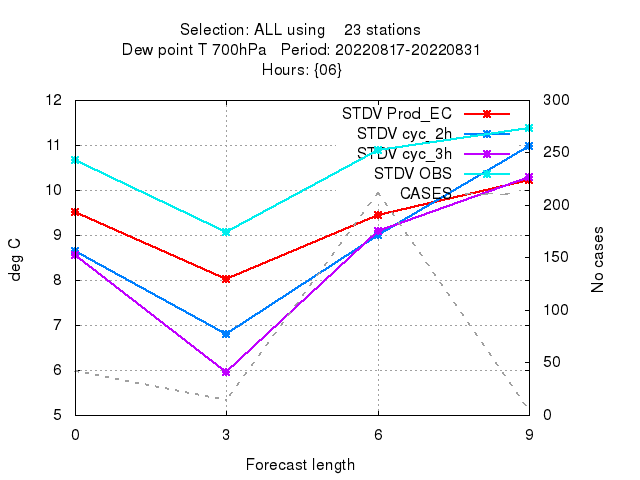 Selection: ALL using 23 stations
Dew point T 700hPa Period: 20220817-20220831
Hours: {06}
12
11
10
9
8
7
6
5
deg C
300
250
200
150
100
50
0
No cases
STDV Prod_EC
STDV cyc_2h
STDV cyc_3h
STDV OBS
CASES
0 3 6 9
Forecast length